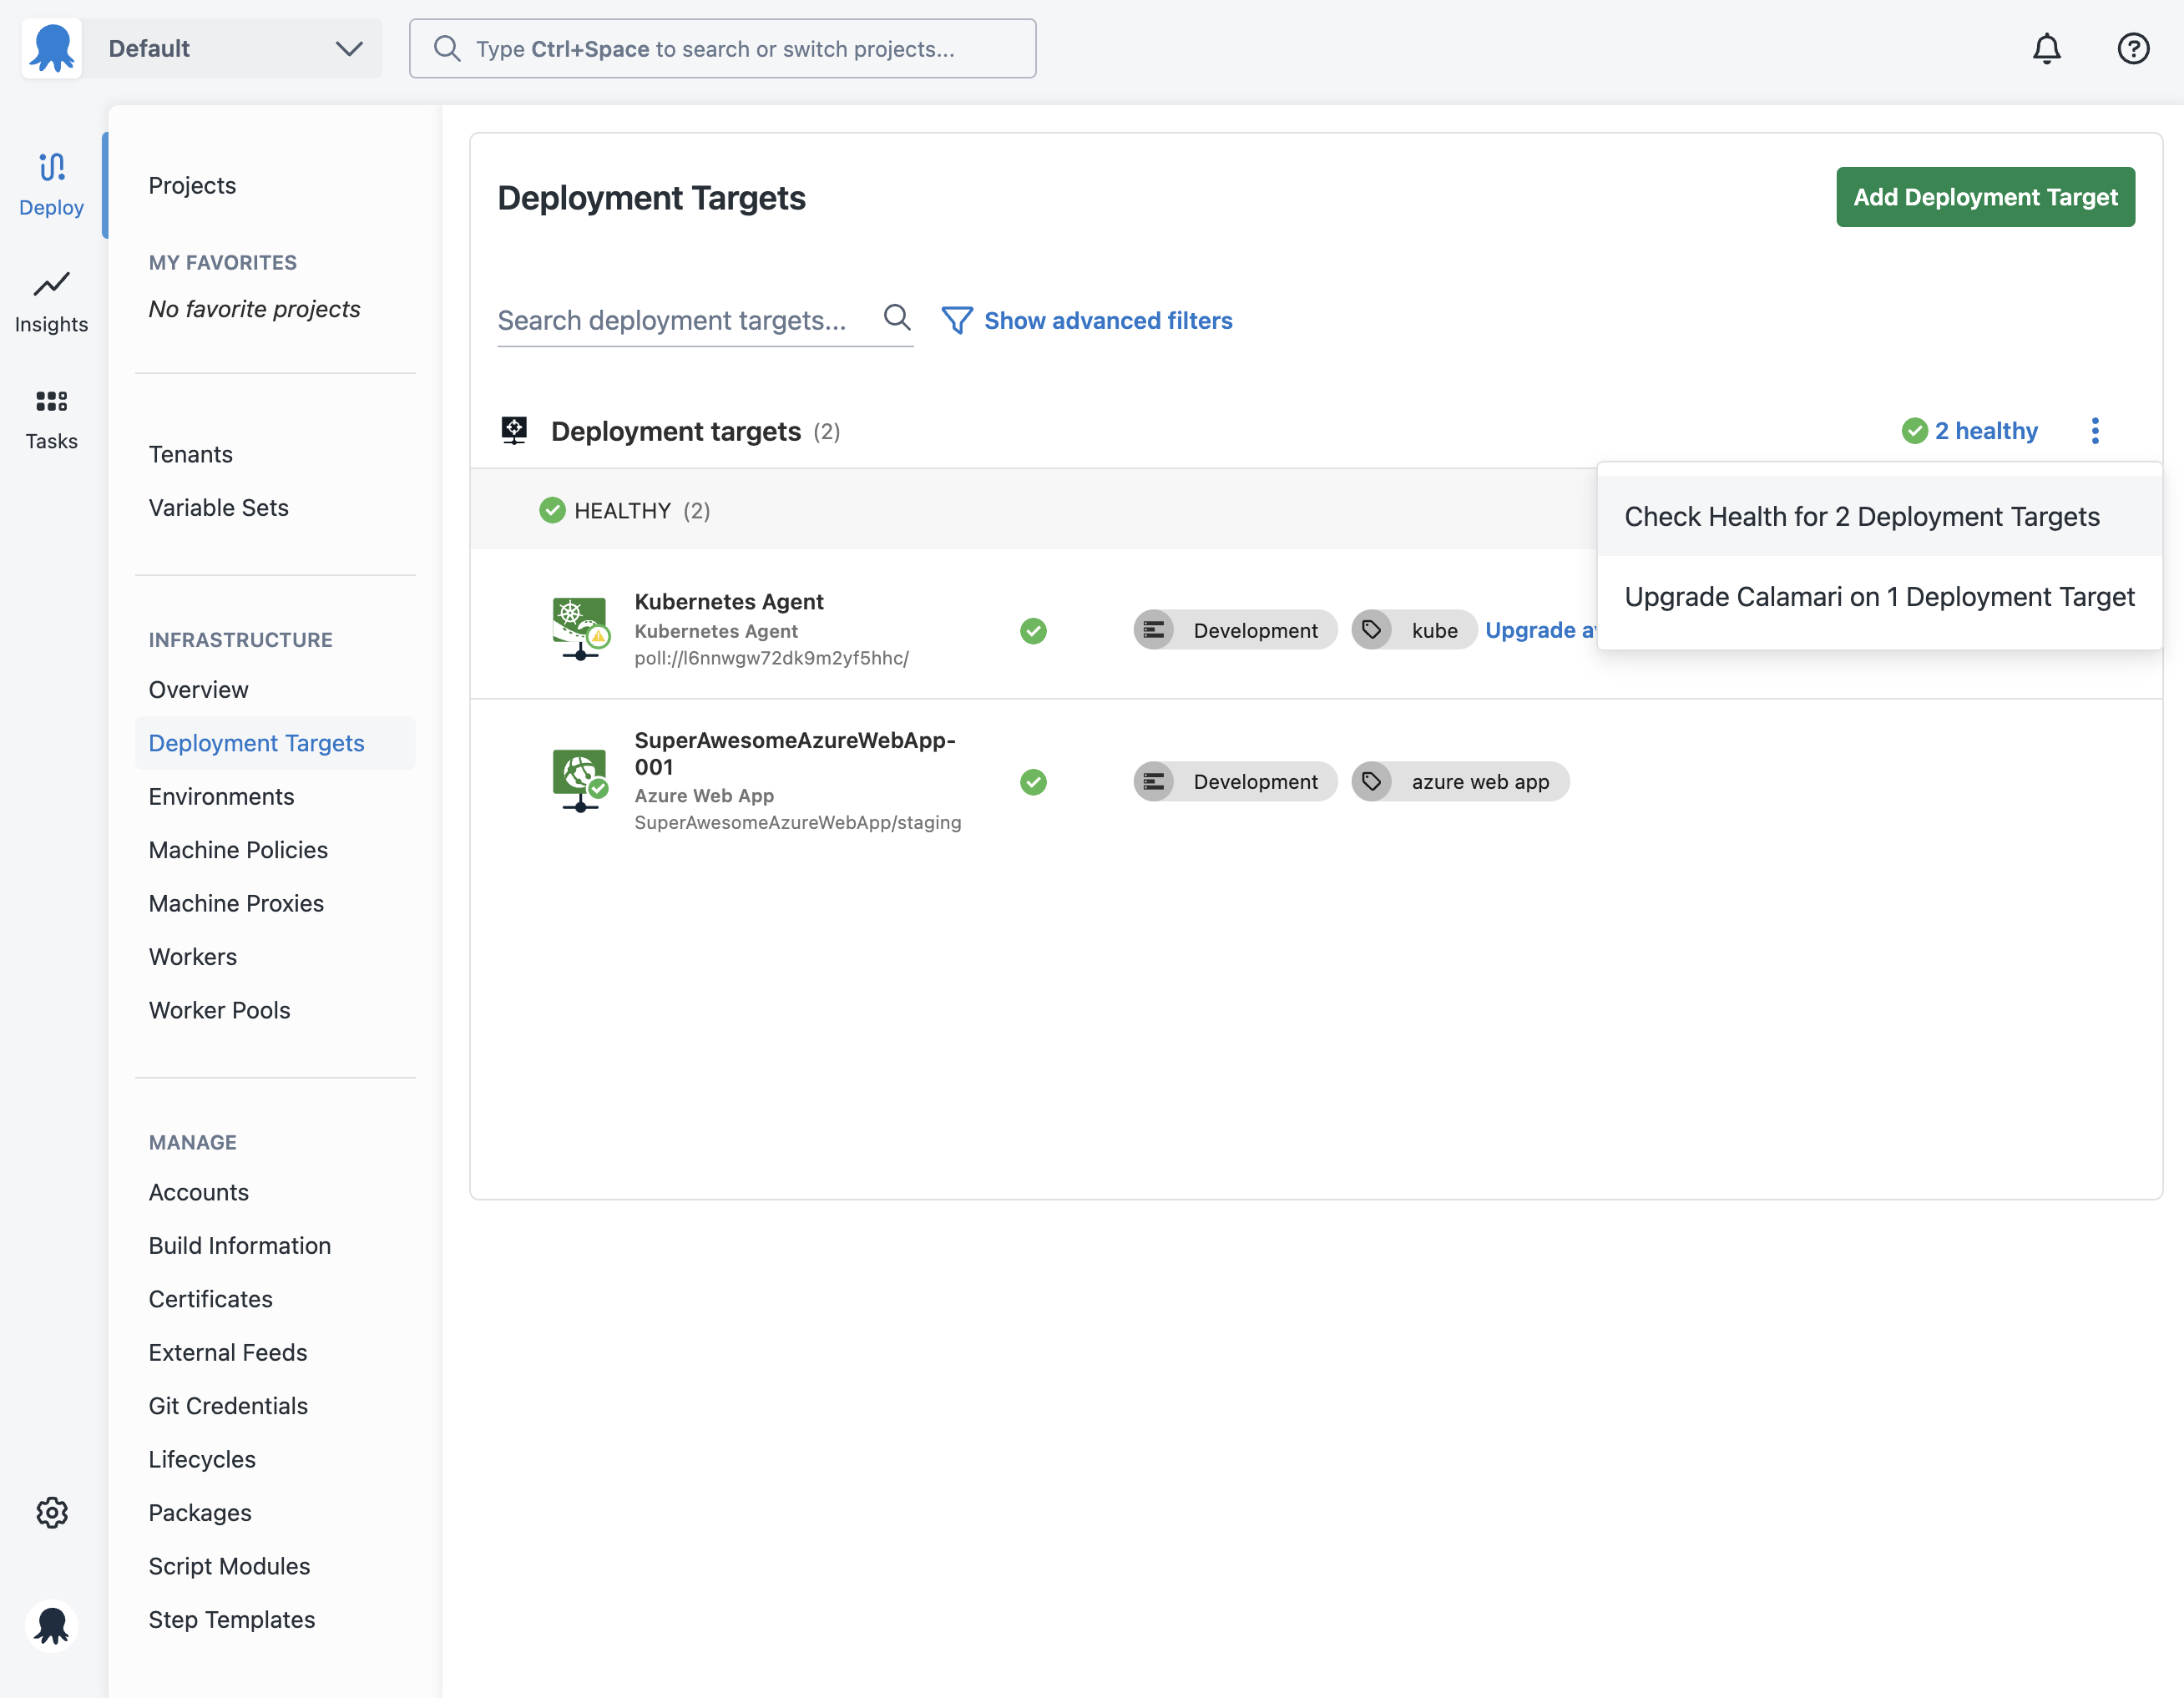 Default
Type Ctrl+Space to search or switch projects...
Deploy
Insights
Tasks
Projects
MY FAVORITES
No favorite projects
Tenants
Variable Sets
INFRASTRUCTURE
Overview
Deployment Targets
Environments
Machine Policies
Machine Proxies
Workers
Worker Pools
MANAGE
Accounts
Build Information
Certificates
External Feeds
Git Credentials
Lifecycles
Packages
Script Modules
Step Templates
Deployment Targets
Add Deployment Target
Search deployment targets...
Show advanced filters
Deployment targets (2)
2 healthy
HEALTHY (2)
Check Health for 2 Deployment Targets
Upgrade Calamari on 1 Deployment Target
Kubernetes Agent
Kubernetes Agent
poll://l6nnwgw72dk9m2yf5hhc/
Development
kube
Upgrade
SuperAwesomeAzureWebApp-
001
Azure Web App
SuperAwesomeAzureWebApp/staging
Development
azure web app